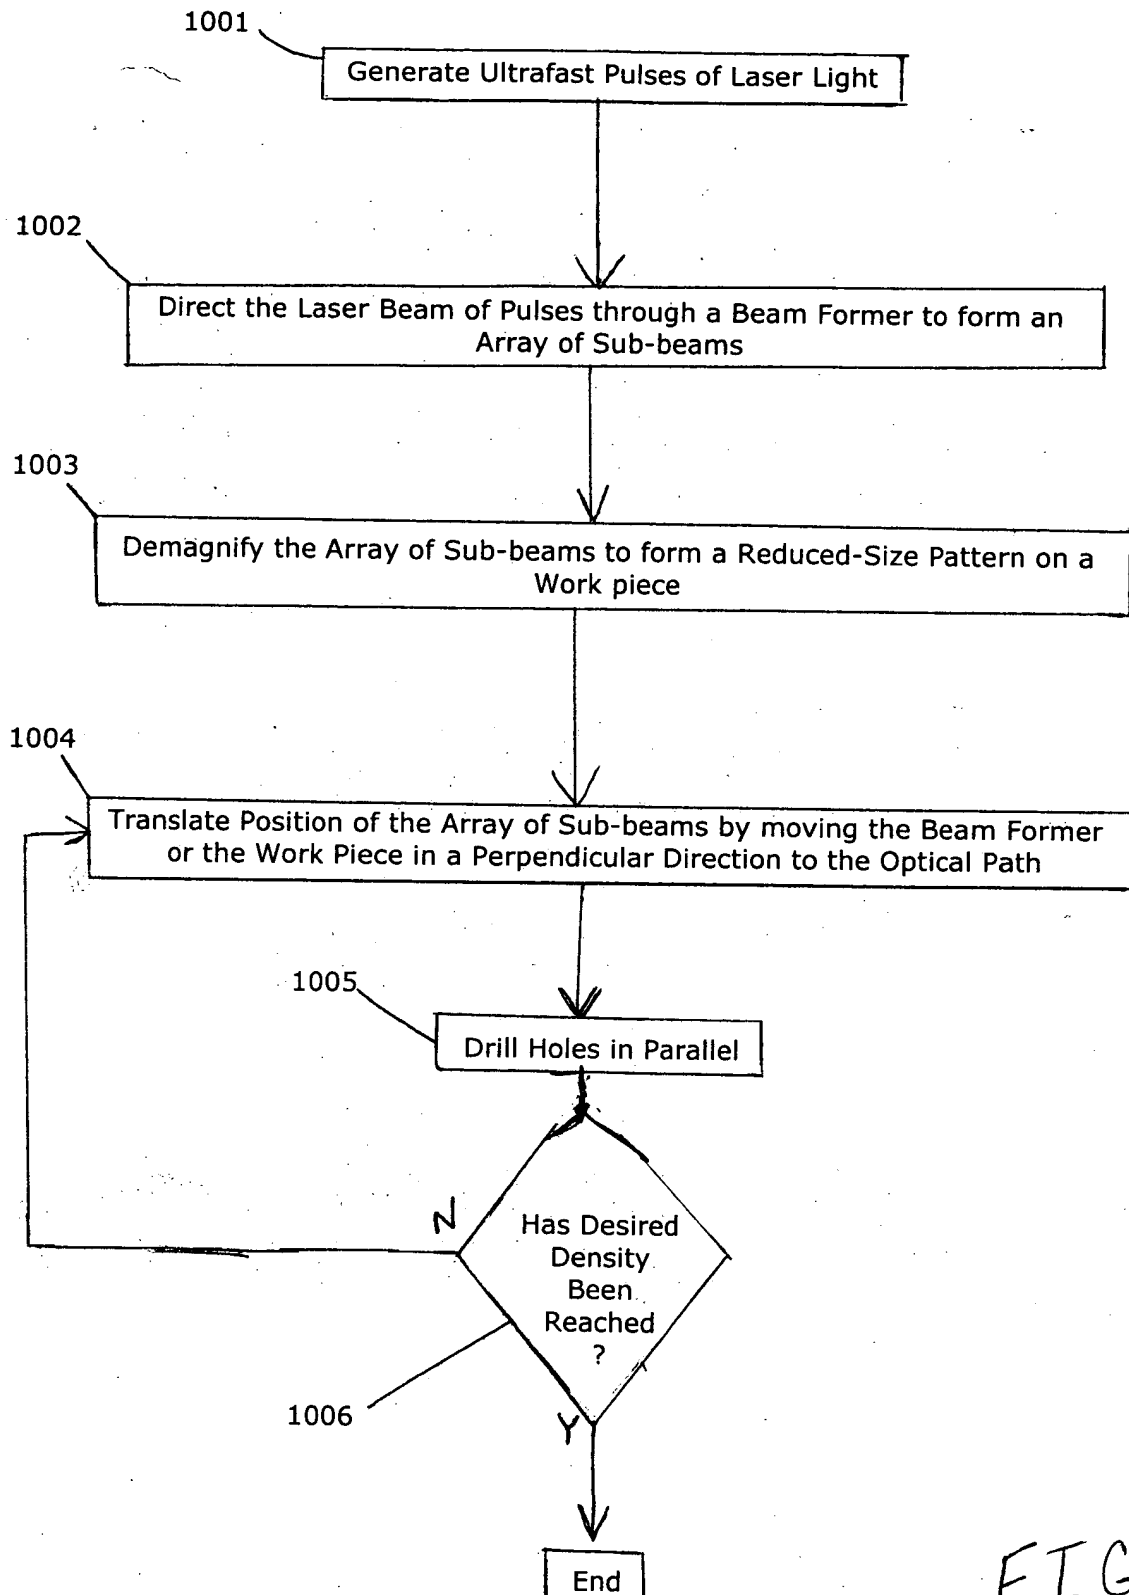 1001
Generate Ultrafast Pulses of Laser Light
1002
Direct the Laser Beam of Pulses through a Beam Former to form an
Array of Sub-beams
1003
Demagnify the Array of Sub-beams to form a Reduced-Size Pattern on a
Work piece
1004
Translate Position of the Array of Sub-beams by moving the Beam Former
or the Work Piece in a Perpendicular Direction to the Optical Path
1005
Drill Holes in Parallel
N
Has Desired
Density
Been
Reached
?
1006
Y
End
FIG